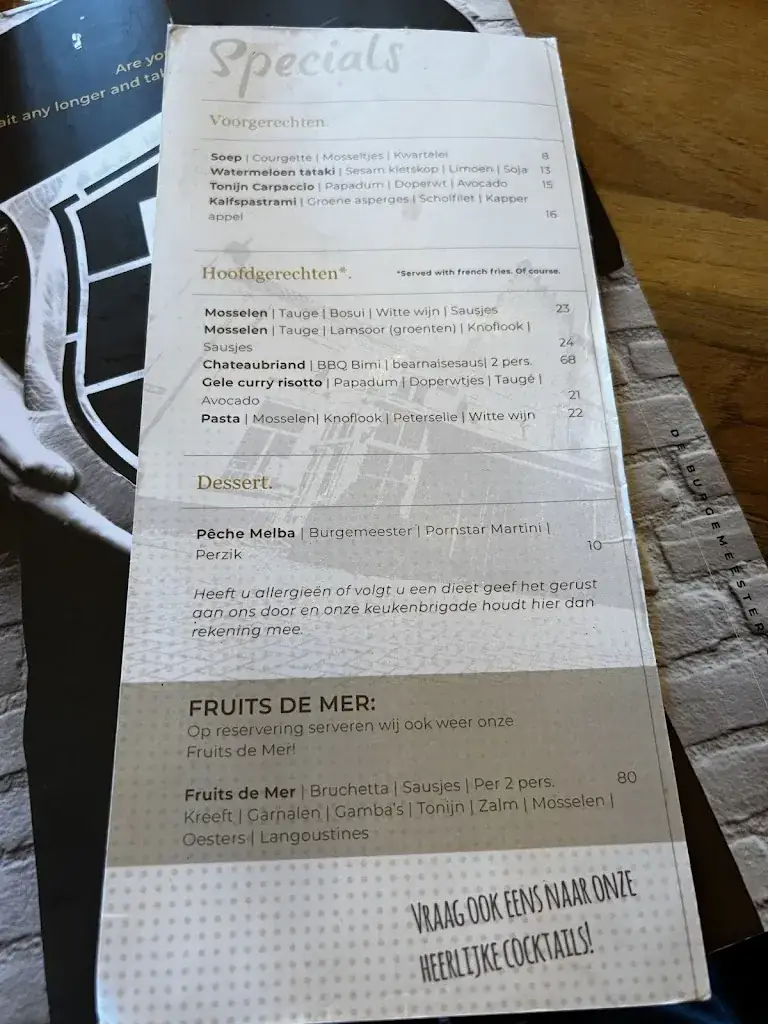 Are yo
ait any longer and tak
Specials
Voorgerechten.
Soep | Courgette | Mosseltjes | Kwartelei 8
Watermeloen tataki | Sesam kletskop | Limoen | Soja 13
Tonijn Carpaccio | Papadum | Doperwt | Avocado 15
Kalfspastrami | Groene asperges | Scholfilet | Kapper
appel 16
Hoofdgerechten*. *Served with french fries. Of course.
Mosselen | Tauge | Bosui | Witte wijn | Sausjes 23
Mosselen | Tauge | Lamsoor (groenten) | Knoflook |
Sausjes 24
Chateaubriand | BBQ Bimi | bearnaisesaus| 2 pers. 68
Gele curry risotto | Papadum | Doperwtjes | Taugé |
Avocado 21
Pasta | Mosselen| Knoflook | Peterselie | Witte wijn 22
Dessert.
Pêche Melba | Burgemeester | Pornstar Martini |
Perzik 10
Heeft u allergieën of volgt u een dieet geef het gerust
aan ons door en onze keukenbrigade houdt hier dan
rekening mee.
FRUITS DE MER:
Op reservering serveren wij ook weer onze
Fruits de Mer!
Fruits de Mer | Bruchetta | Sausjes | Per 2 pers. 80
Kreeft | Garnalen | Gamba's | Tonijn | Zalm | Mosselen |
Oesters | Langoustines
VRAAG OOK EENS NAAR ONZE
HEERLIJKE COCKTAILS!
DE BURGEMEESTER